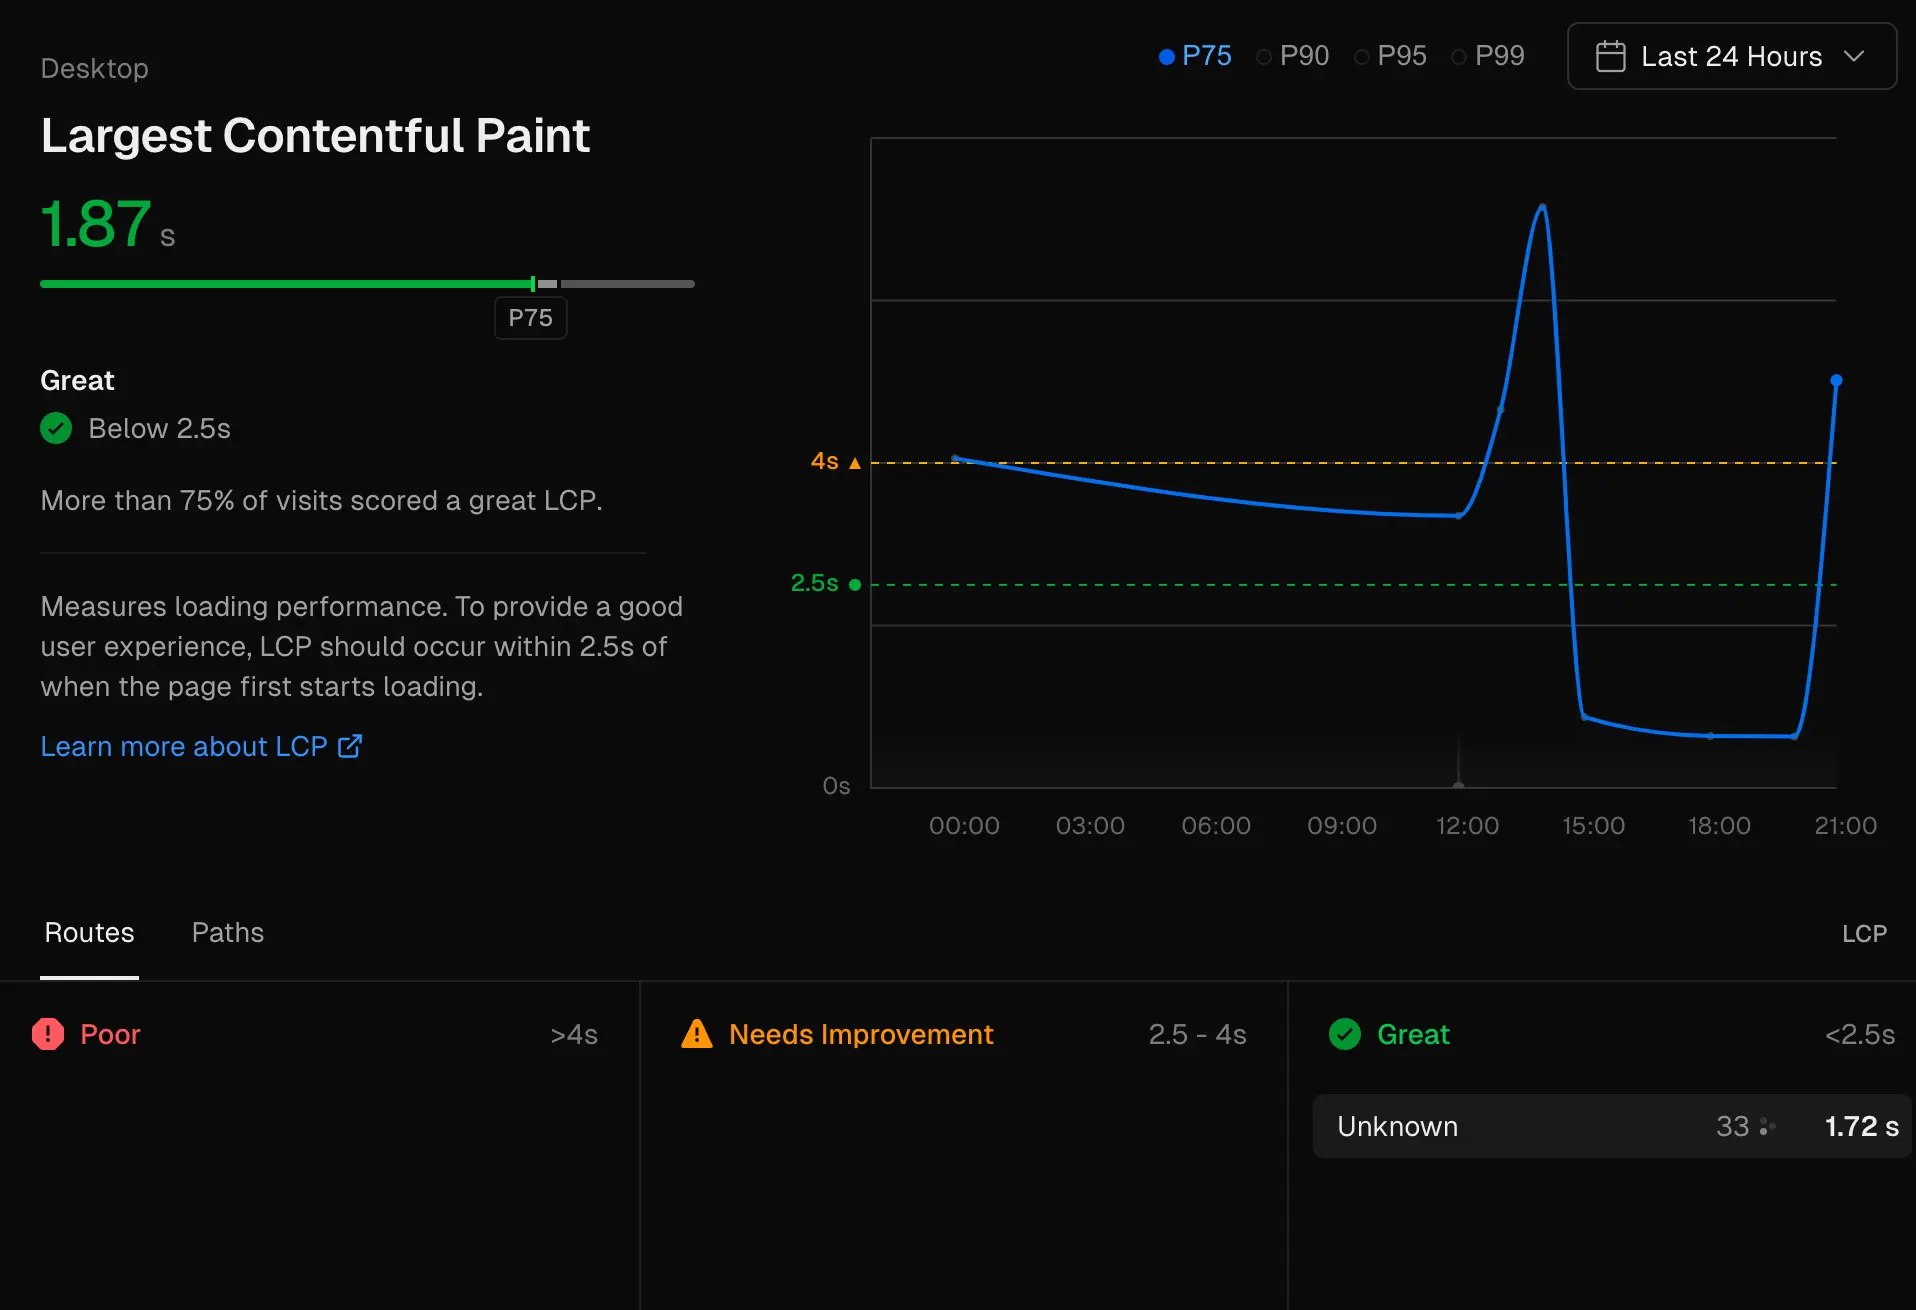 Desktop
Largest Contentful Paint
1.87 s
P75
Great
Below 2.5s
More than 75% of visits scored a great LCP.
Measures loading performance. To provide a good
user experience, LCP should occur within 2.5s of
when the page first starts loading.
Learn more about LCP
P75 P90 P95 P99
Last 24 Hours
4s
2.5s
0s
00:00 03:00 06:00 09:00 12:00 15:00 18:00 21:00
Routes Paths LCP
Poor >4s
Needs Improvement 2.5 - 4s
Great <2.5s
Unknown 33 1.72 s